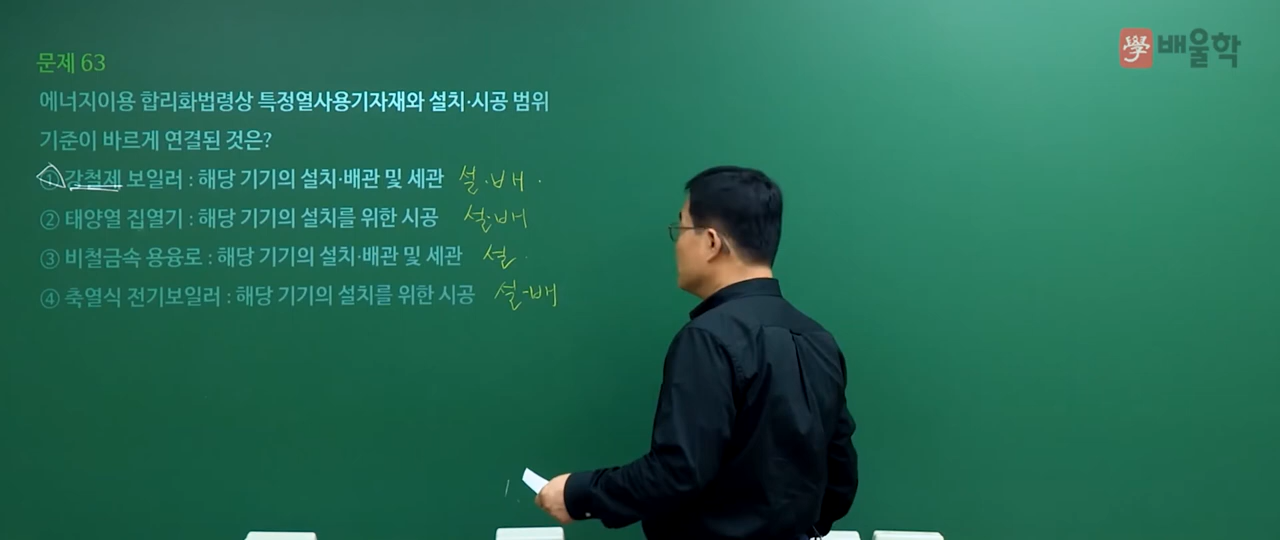 學 배울학
문제 63
에너지이용 합리화법령상 특정열사용기자재와 설치·시공 범위
기준이 바르게 연결된 것은?
① 강철제 보일러 : 해당 기기의 설치·배관 및 세관 설·배·
② 태양열 집열기 : 해당 기기의 설치를 위한 시공 설·배
③ 비철금속 용융로 : 해당 기기의 설치·배관 및 세관 설·
④ 축열식 전기보일러 : 해당 기기의 설치를 위한 시공 설·배
1.